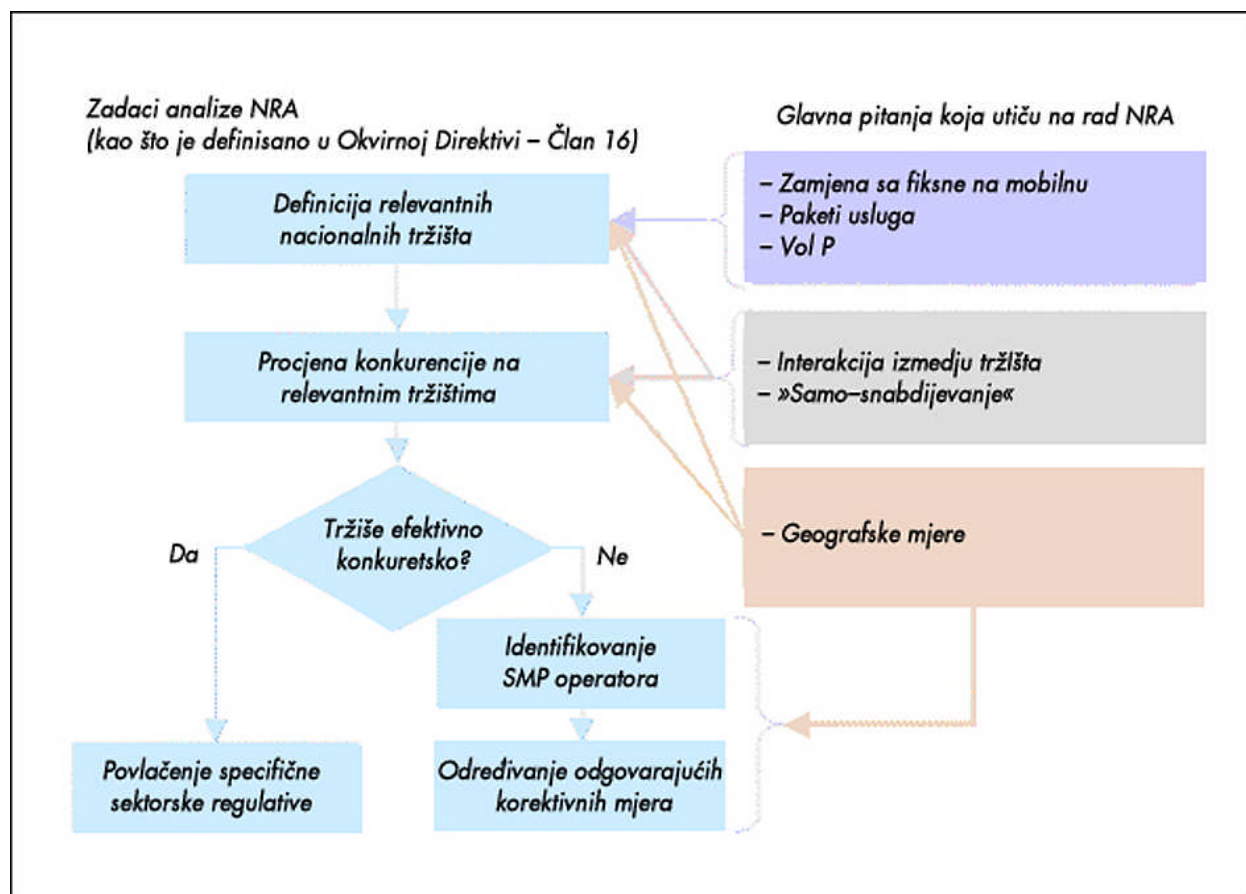 Zadaci analize NRA
(kao što je definisano u Okvirnoj Direktivi – Član 16)
Definicija relevantnih
nacionalnih tržišta
Procjena konkurencije na
relevantnim tržištima
Tržiše efektivno
konkuretsko?
Da
Ne
Identifikovanje
SMP operatora
Povlačenje specifične
sektorske regulative
Određivanje odgovarajućih
korektivnih mjera
Glavna pitanja koja utiču na rad NRA
– Zamjena sa fiksne na mobilnu
– Paketi usluga
– Vol P
– Interakcija izmedju tržIšta
– »Samo–snabdijevanje«
– Geografske mjere